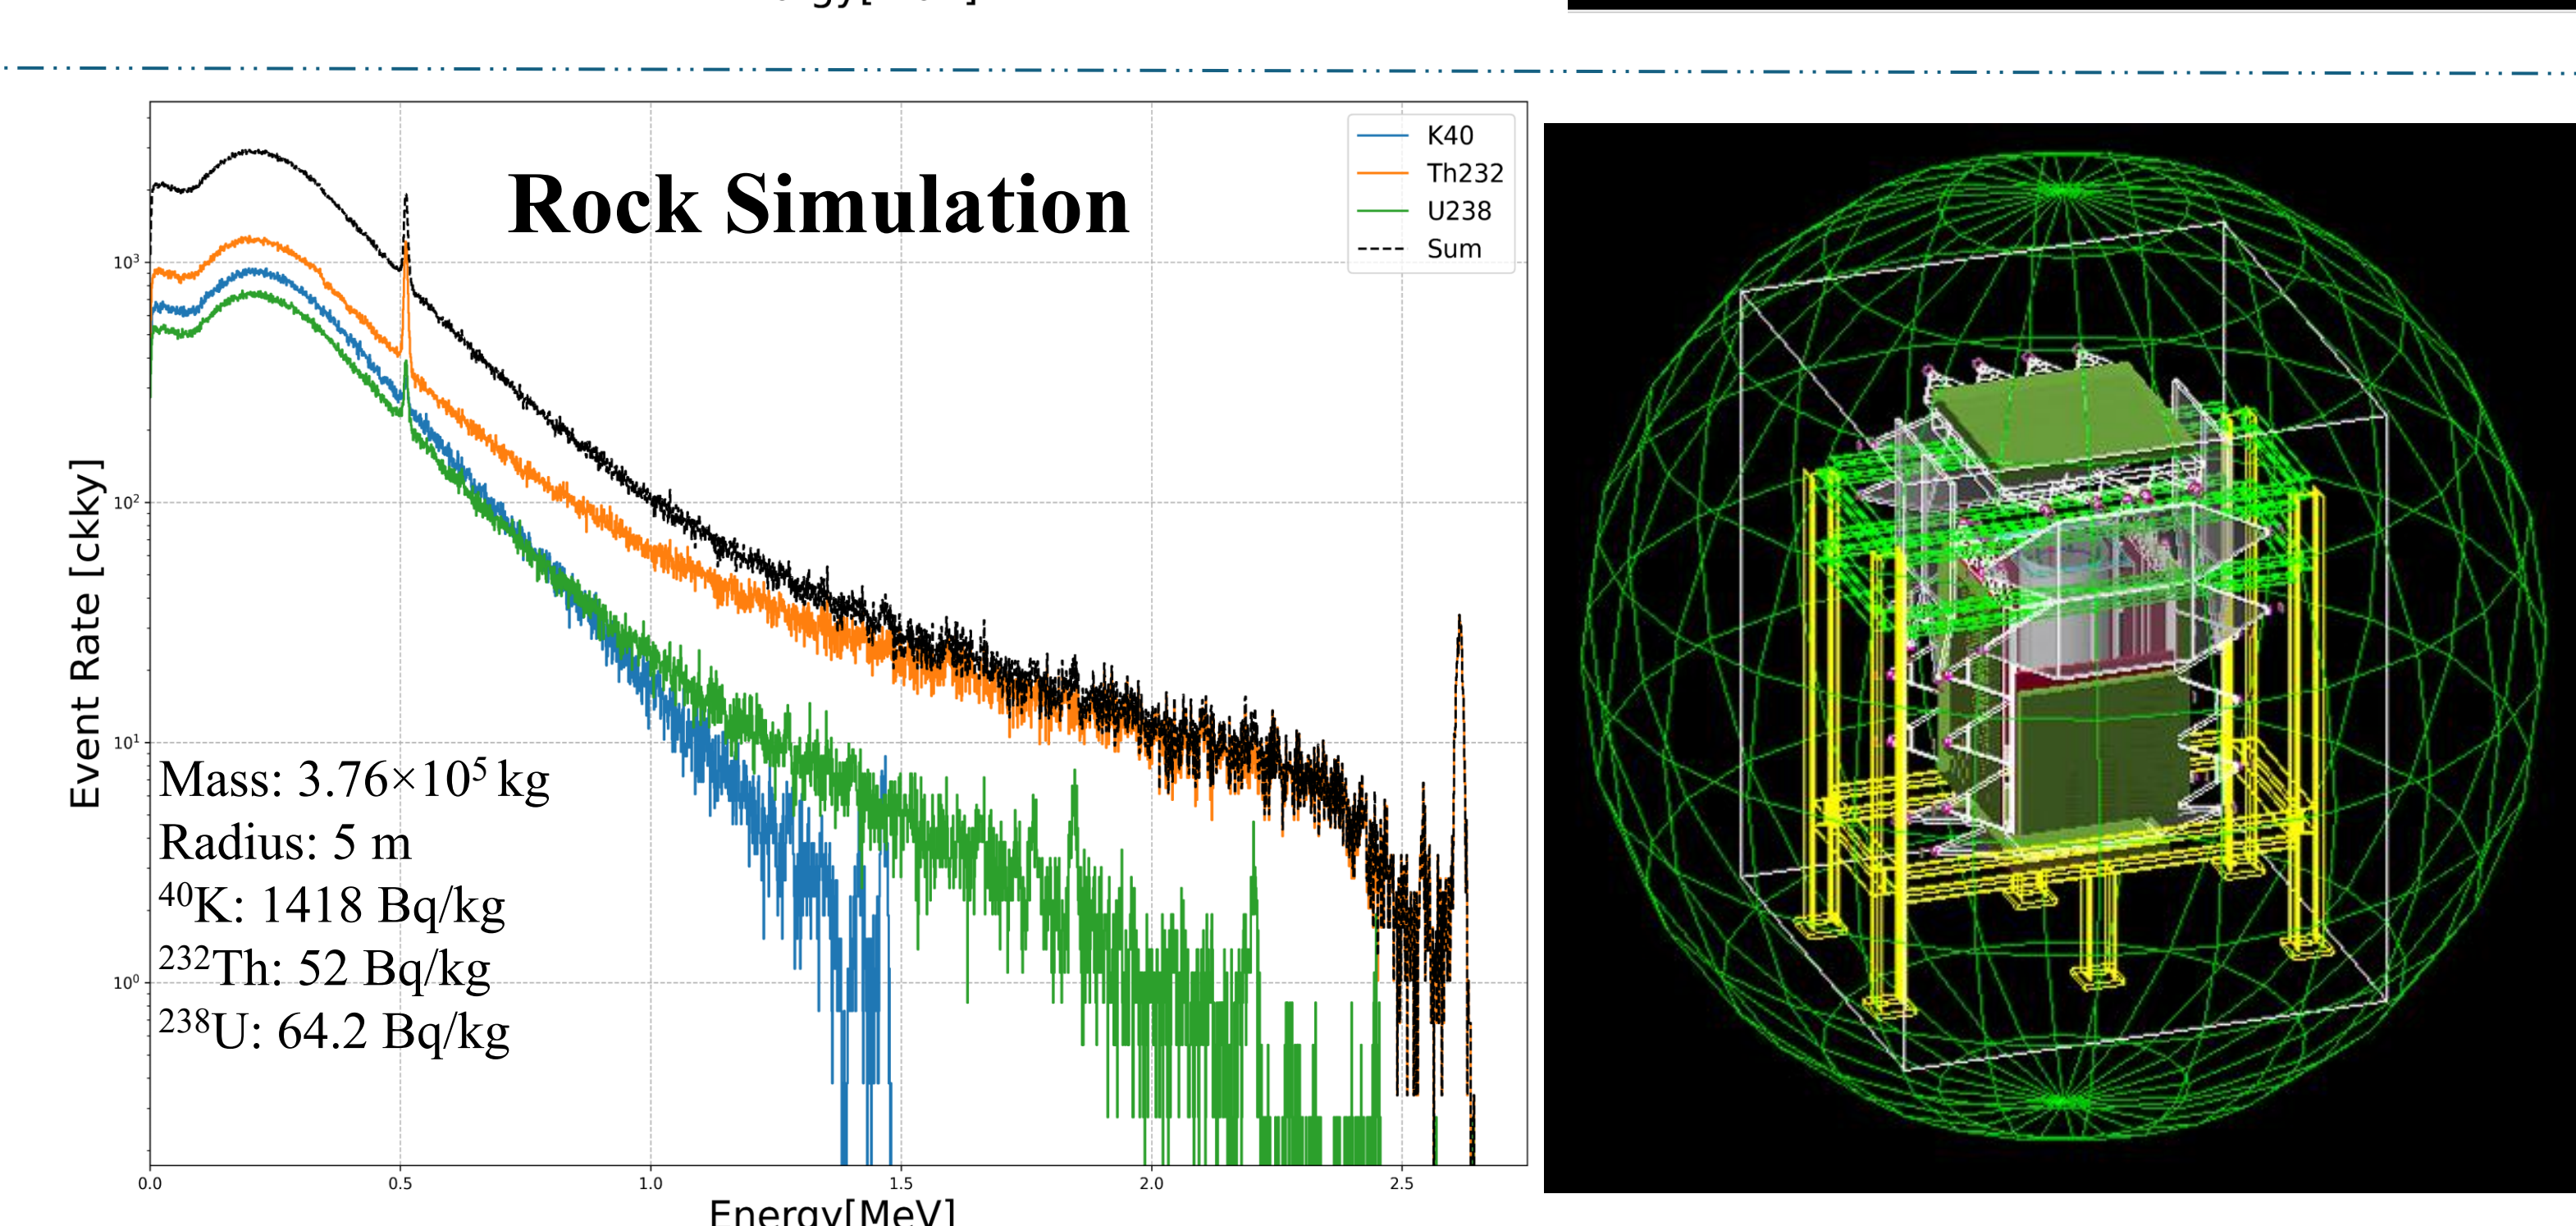 Rock Simulation
K40
Th232
U238
Sum
10³
10²
10¹
10⁰
Event Rate [ckky]
Mass: 3.76×10⁵ kg
Radius: 5 m
⁴⁰K: 1418 Bq/kg
²³²Th: 52 Bq/kg
²³⁸U: 64.2 Bq/kg
0.0 0.5 1.0 1.5 2.0 2.5
Energy[MeV]